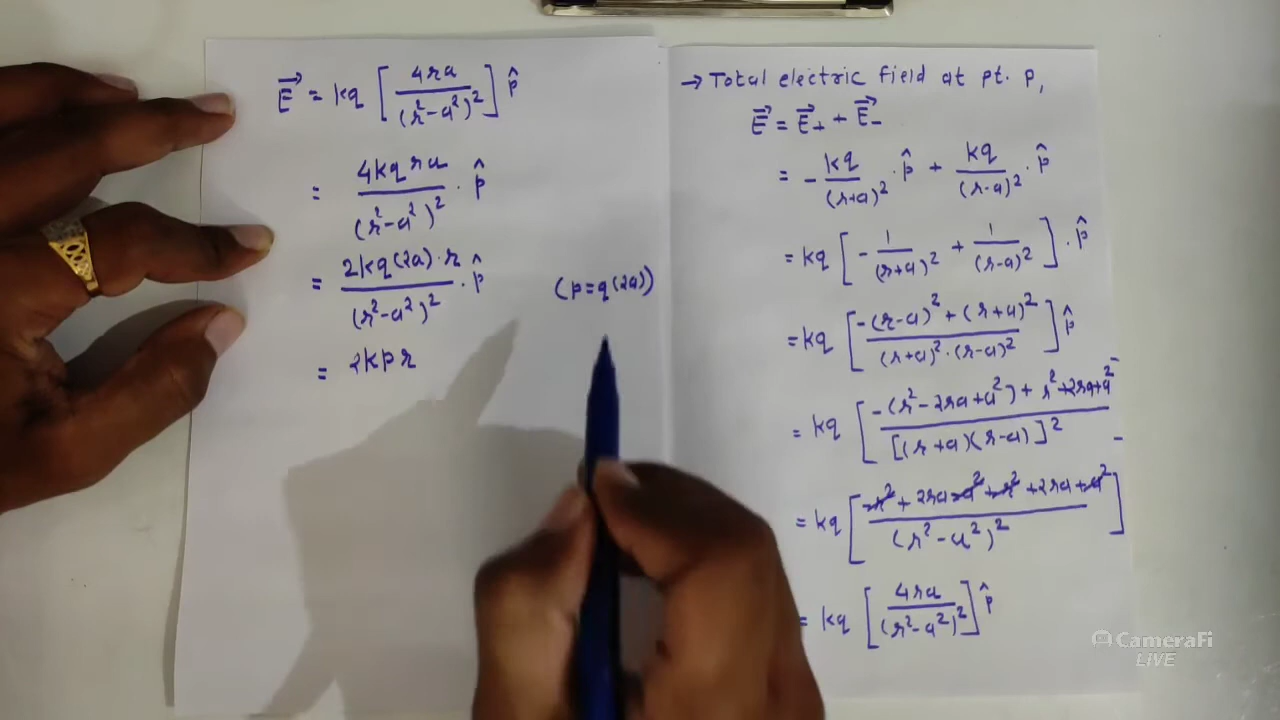 E⃗ = kq [ 4ra / (r² - a²)² ] p̂
= 4kqra / (r² - a²)² · p̂
= 2kq(2a)·r / (r² - a²)² · p̂
(p = q(2a))
= 2kpr
→ Total electric field at pt. p,
E⃗ = E⃗₊ + E⃗₋
= - kq / (r+a)² · p̂ + kq / (r-a)² · p̂
= kq [ - 1 / (r+a)² + 1 / (r-a)² ] · p̂
= kq [ -(r-a)² + (r+a)² / (r+a)² · (r-a)² ] p̂
= kq [ -(r² - 2ra + a²) + r² + 2ra + a² / [(r+a)(r-a)]²
= kq [ -r² + 2ra - a² + r² + 2ra + a² / (r² - a²)² ]
= kq [ 4ra / (r² - a²)² ] p̂
CameraFi
LIVE